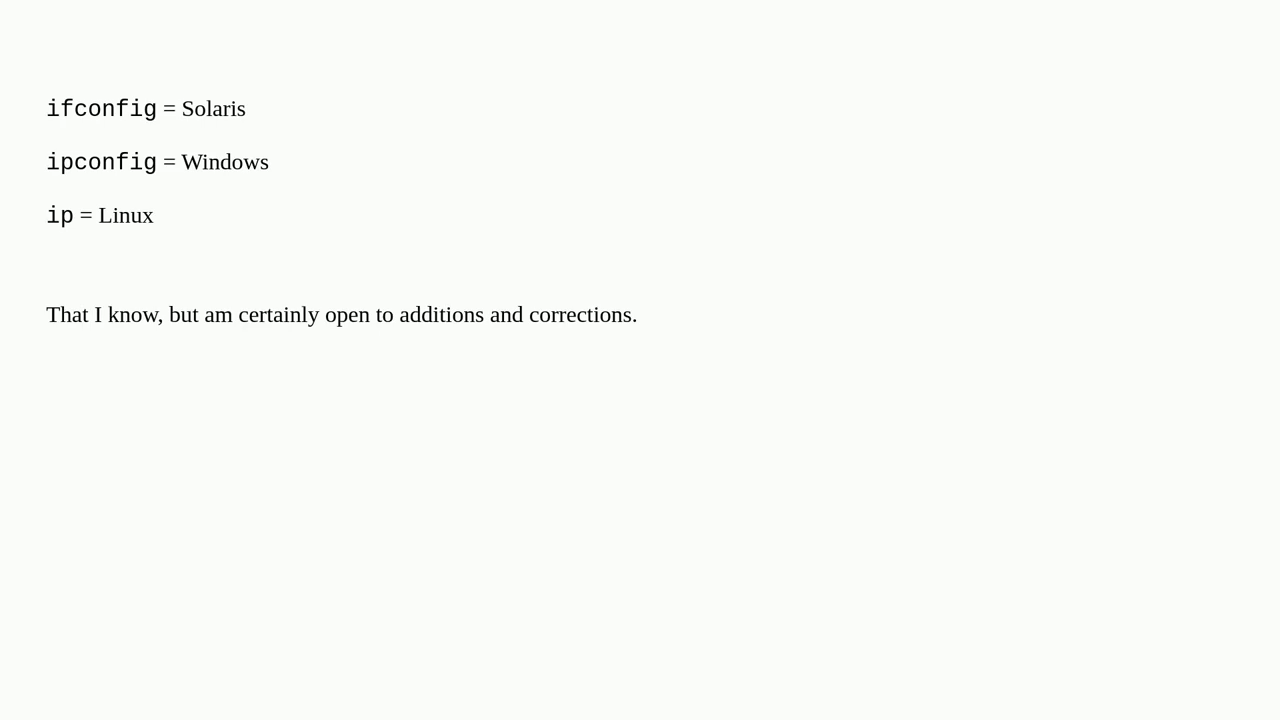 ifconfig = Solaris
ipconfig = Windows
ip = Linux
That I know, but am certainly open to additions and corrections.